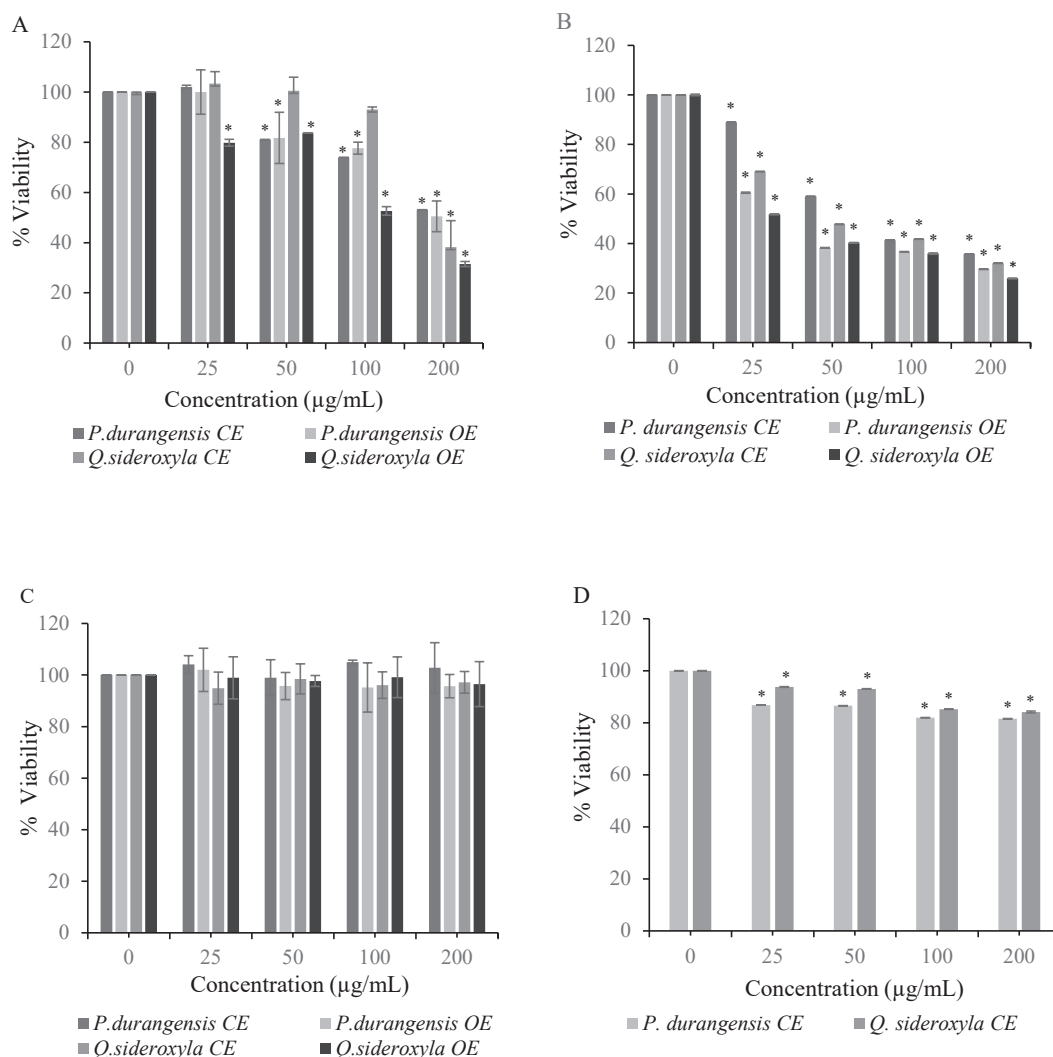 A
120
100
80
60
40
20
0
% Viability
* * * * * * * * * * * *
0 25 50 100 200
Concentration (µg/mL)
P.durangensis CE P.durangensis OE
Q.sideroxyla CE Q.sideroxyla OE
B
120
100
80
60
40
20
0
% Viability
* * * * * * * * * * * * * * * *
0 25 50 100 200
Concentration (µg/mL)
P. durangensis CE P. durangensis OE
Q. sideroxyla CE Q. sideroxyla OE
C
120
100
80
60
40
20
0
% Viability
0 25 50 100 200
Concentration (µg/mL)
P.durangensis CE P.durangensis OE
Q.sideroxyla CE Q.sideroxyla OE
D
120
100
80
60
40
20
0
% Viability
* * * * * * * *
0 25 50 100 200
Concentration (µg/mL)
P. durangensis CE Q. sideroxyla CE